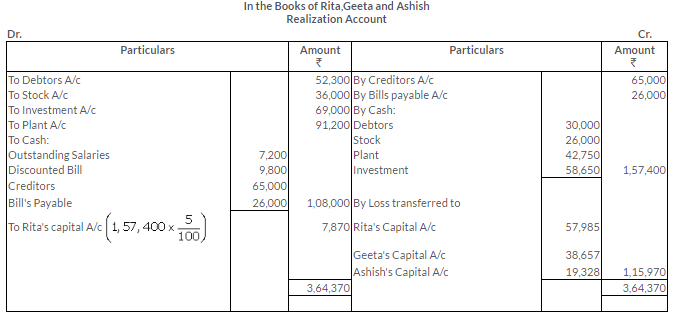 In the Books of Rita,Geeta and Ashish
Realization Account
Dr. Cr.
Particulars Amount Particulars Amount
₹ ₹
To Debtors A/c 52,300 By Creditors A/c 65,000
To Stock A/c 36,000 By Bills payable A/c 26,000
To Investment A/c 69,000 By Cash:
To Plant A/c 91,200 Debtors 30,000
To Cash: Stock 26,000
Outstanding Salaries 7,200 Plant 42,750
Discounted Bill 9,800 Investment 58,650 1,57,400
Creditors 65,000
Bill's Payable 26,000 1,08,000 By Loss transferred to
To Rita's capital A/c (1,57,400 x 5/100) 7,870 Rita's Capital A/c 57,985
Geeta's Capital A/c 38,657
Ashish's Capital A/c 19,328 1,15,970
3,64,370 3,64,370